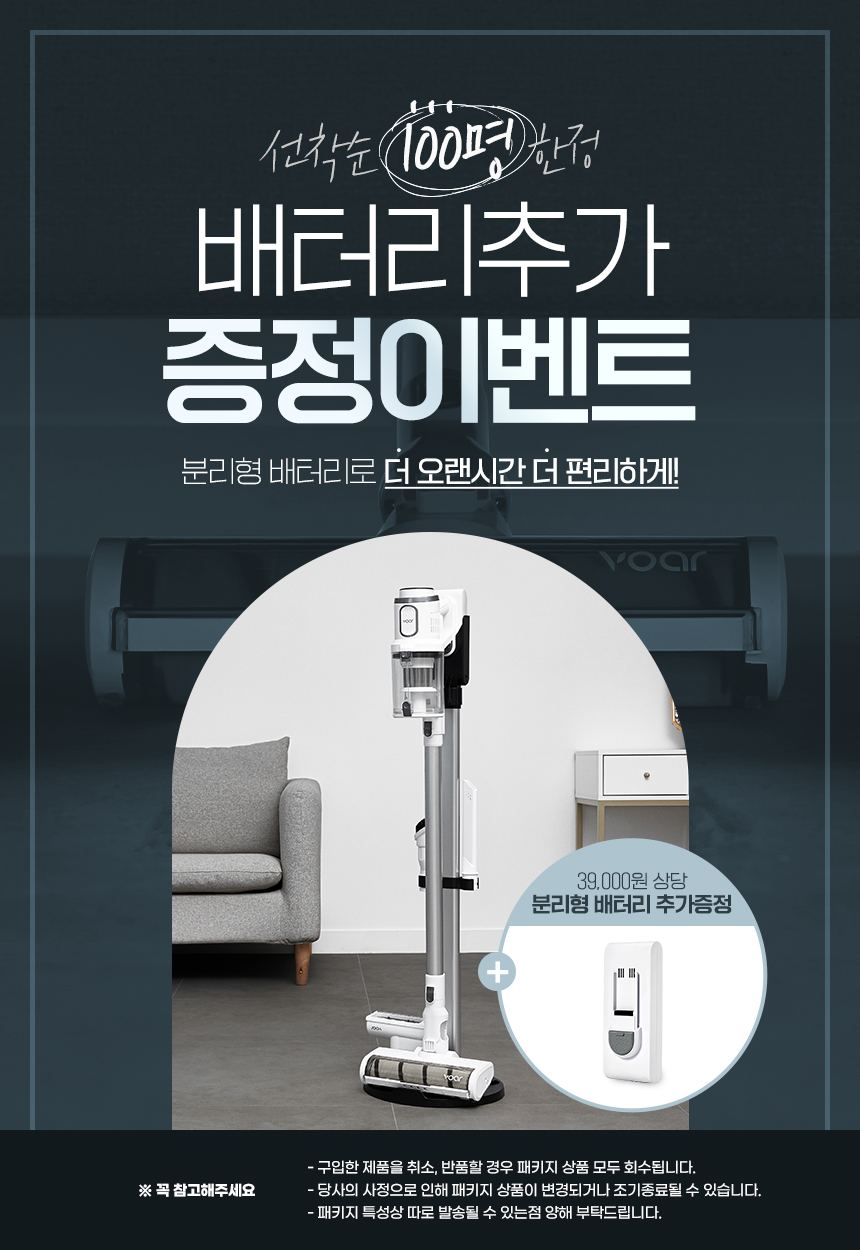 선착순 100명 한정
배터리추가
증정이벤트
분리형 배터리로 더 오랜시간 더 편리하게!
voar
voar
39,000원 상당
분리형 배터리 추가증정
+
voar
voar
※ 꼭 참고해주세요
- 구입한 제품을 취소, 반품할 경우 패키지 상품 모두 회수됩니다.
- 당사의 사정으로 인해 패키지 상품이 변경되거나 조기종료될 수 있습니다.
- 패키지 특성상 따로 발송될 수 있는점 양해 부탁드립니다.